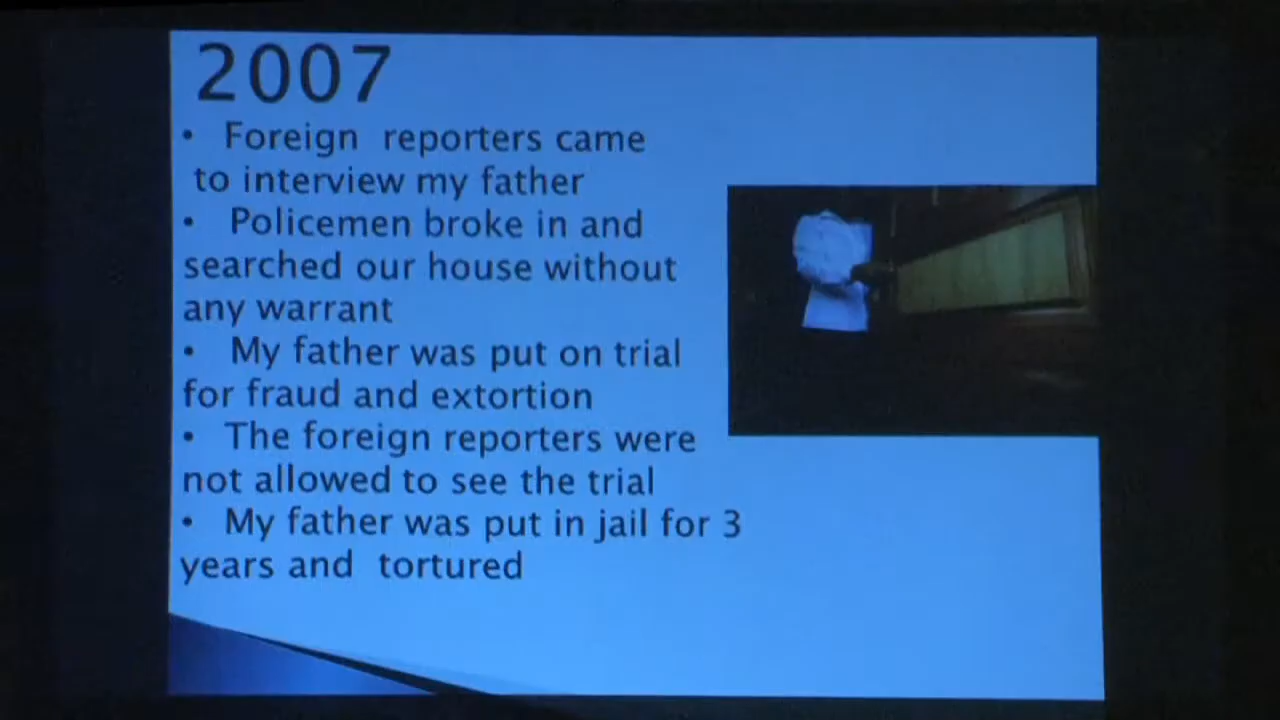 2007
• Foreign reporters came
to interview my father
• Policemen broke in and
searched our house without
any warrant
• My father was put on trial
for fraud and extortion
• The foreign reporters were
not allowed to see the trial
• My father was put in jail for 3
years and tortured